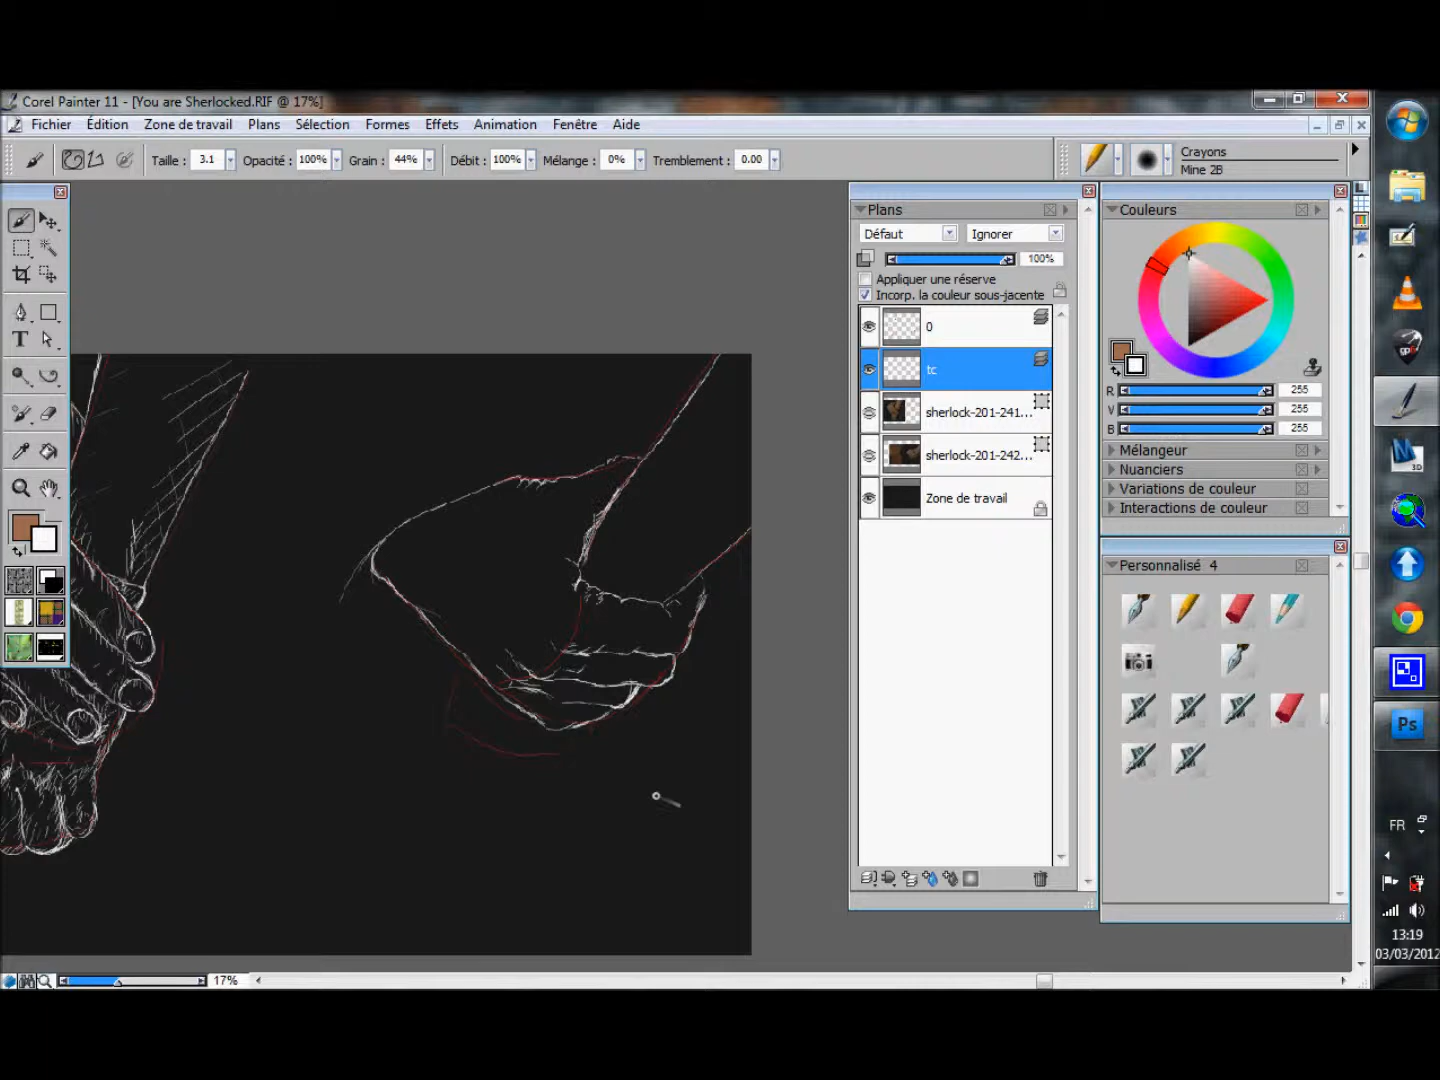 Corel Painter 11 - [You are Sherlocked.RIF @ 17%]
Fichier Édition Zone de travail Plans Sélection Formes Effets Animation Fenêtre Aide
Taille : 3.1 Opacité : 100% Grain : 44% Débit : 100% Mélange : 0% Tremblement : 0.00
Crayons
Mine 2B
Plans
Défaut Ignorer
100%
Appliquer une réserve
Incorp. la couleur sous-jacente
0
tc
sherlock-201-241...
sherlock-201-242...
Zone de travail
Couleurs
R 255
V 255
B 255
Mélangeur
Nuanciers
Variations de couleur
Interactions de couleur
Personnalisé 4
T
3D
Ps
FR
13:19
03/03/2012
17%